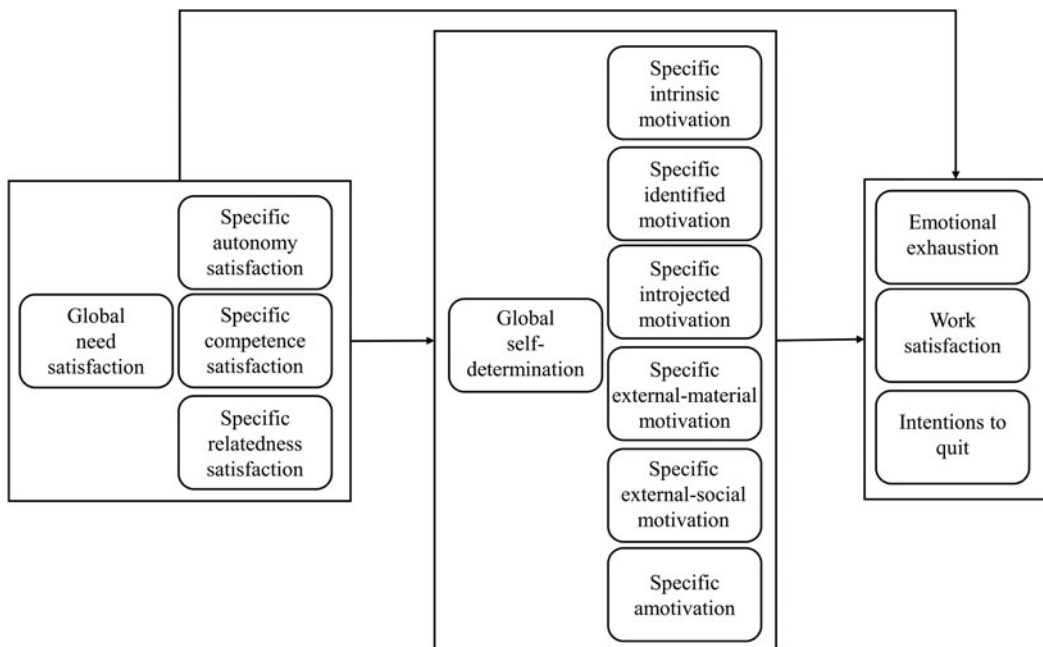 Global
need
satisfaction
Specific
autonomy
satisfaction
Specific
competence
satisfaction
Specific
relatedness
satisfaction
Global
self-
determination
Specific
intrinsic
motivation
Specific
identified
motivation
Specific
introjected
motivation
Specific
external-material
motivation
Specific
external-social
motivation
Specific
amotivation
Emotional
exhaustion
Work
satisfaction
Intentions to
quit